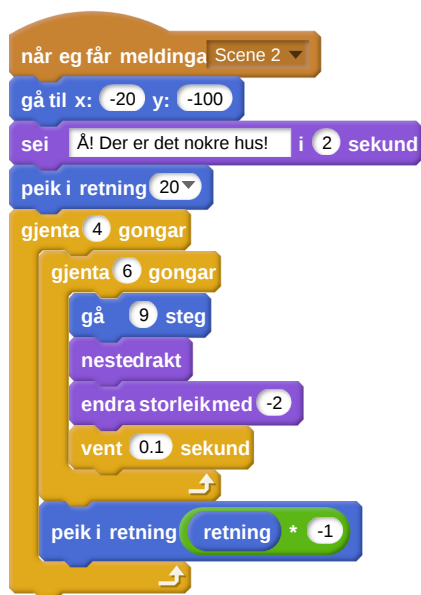 når eg får meldinga Scene 2
gå til x: -20 y: -100
sei Å! Der er det nokre hus! i 2 sekund
peik i retning 20
gjenta 4 gongar
gjenta 6 gongar
gå 9 steg
nestedrakt
endra storleikmed -2
vent 0.1 sekund
peik i retning retning * -1